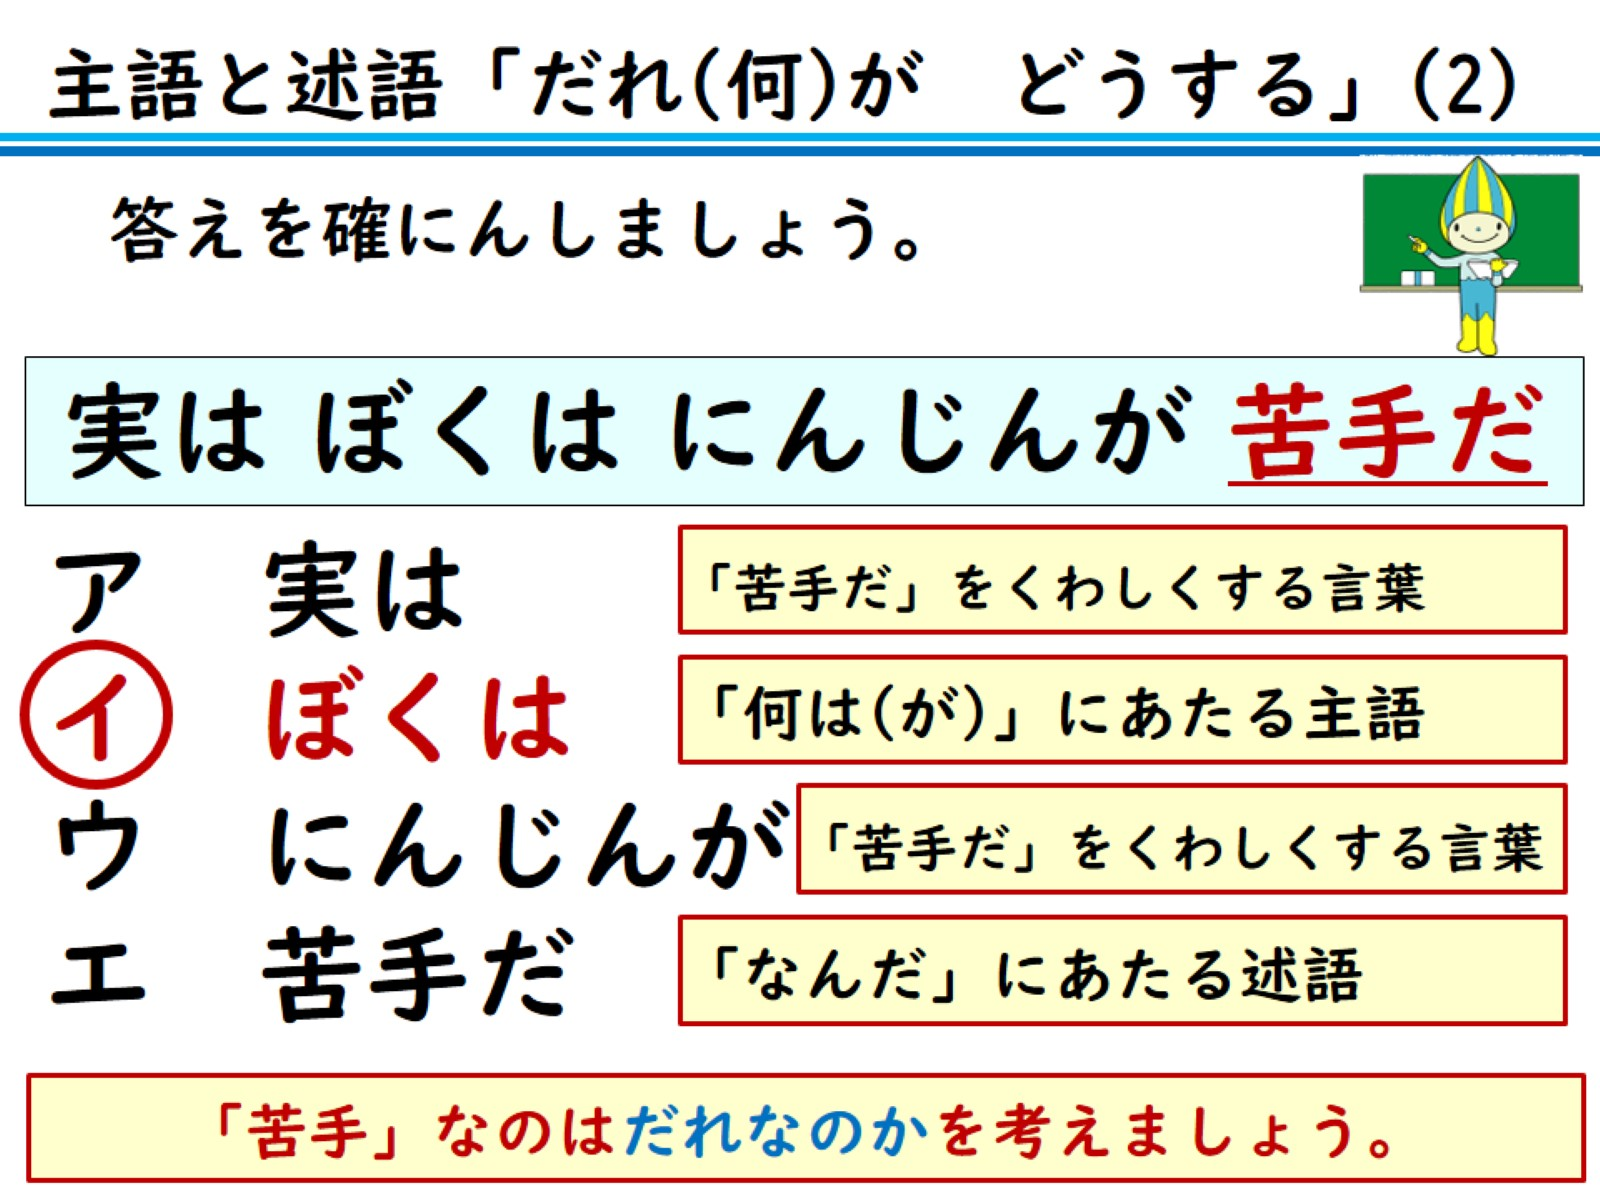 主語と述語「だれ(何)が　どうする」(2)
答えを確にんしましょう。
実は ぼくは にんじんが 苦手だ
ア　実は　「苦手だ」をくわしくする言葉
イ　ぼくは　「何は(が)」にあたる主語
ウ　にんじんが　「苦手だ」をくわしくする言葉
エ　苦手だ　「なんだ」にあたる述語
「苦手」なのはだれなのかを考えましょう。